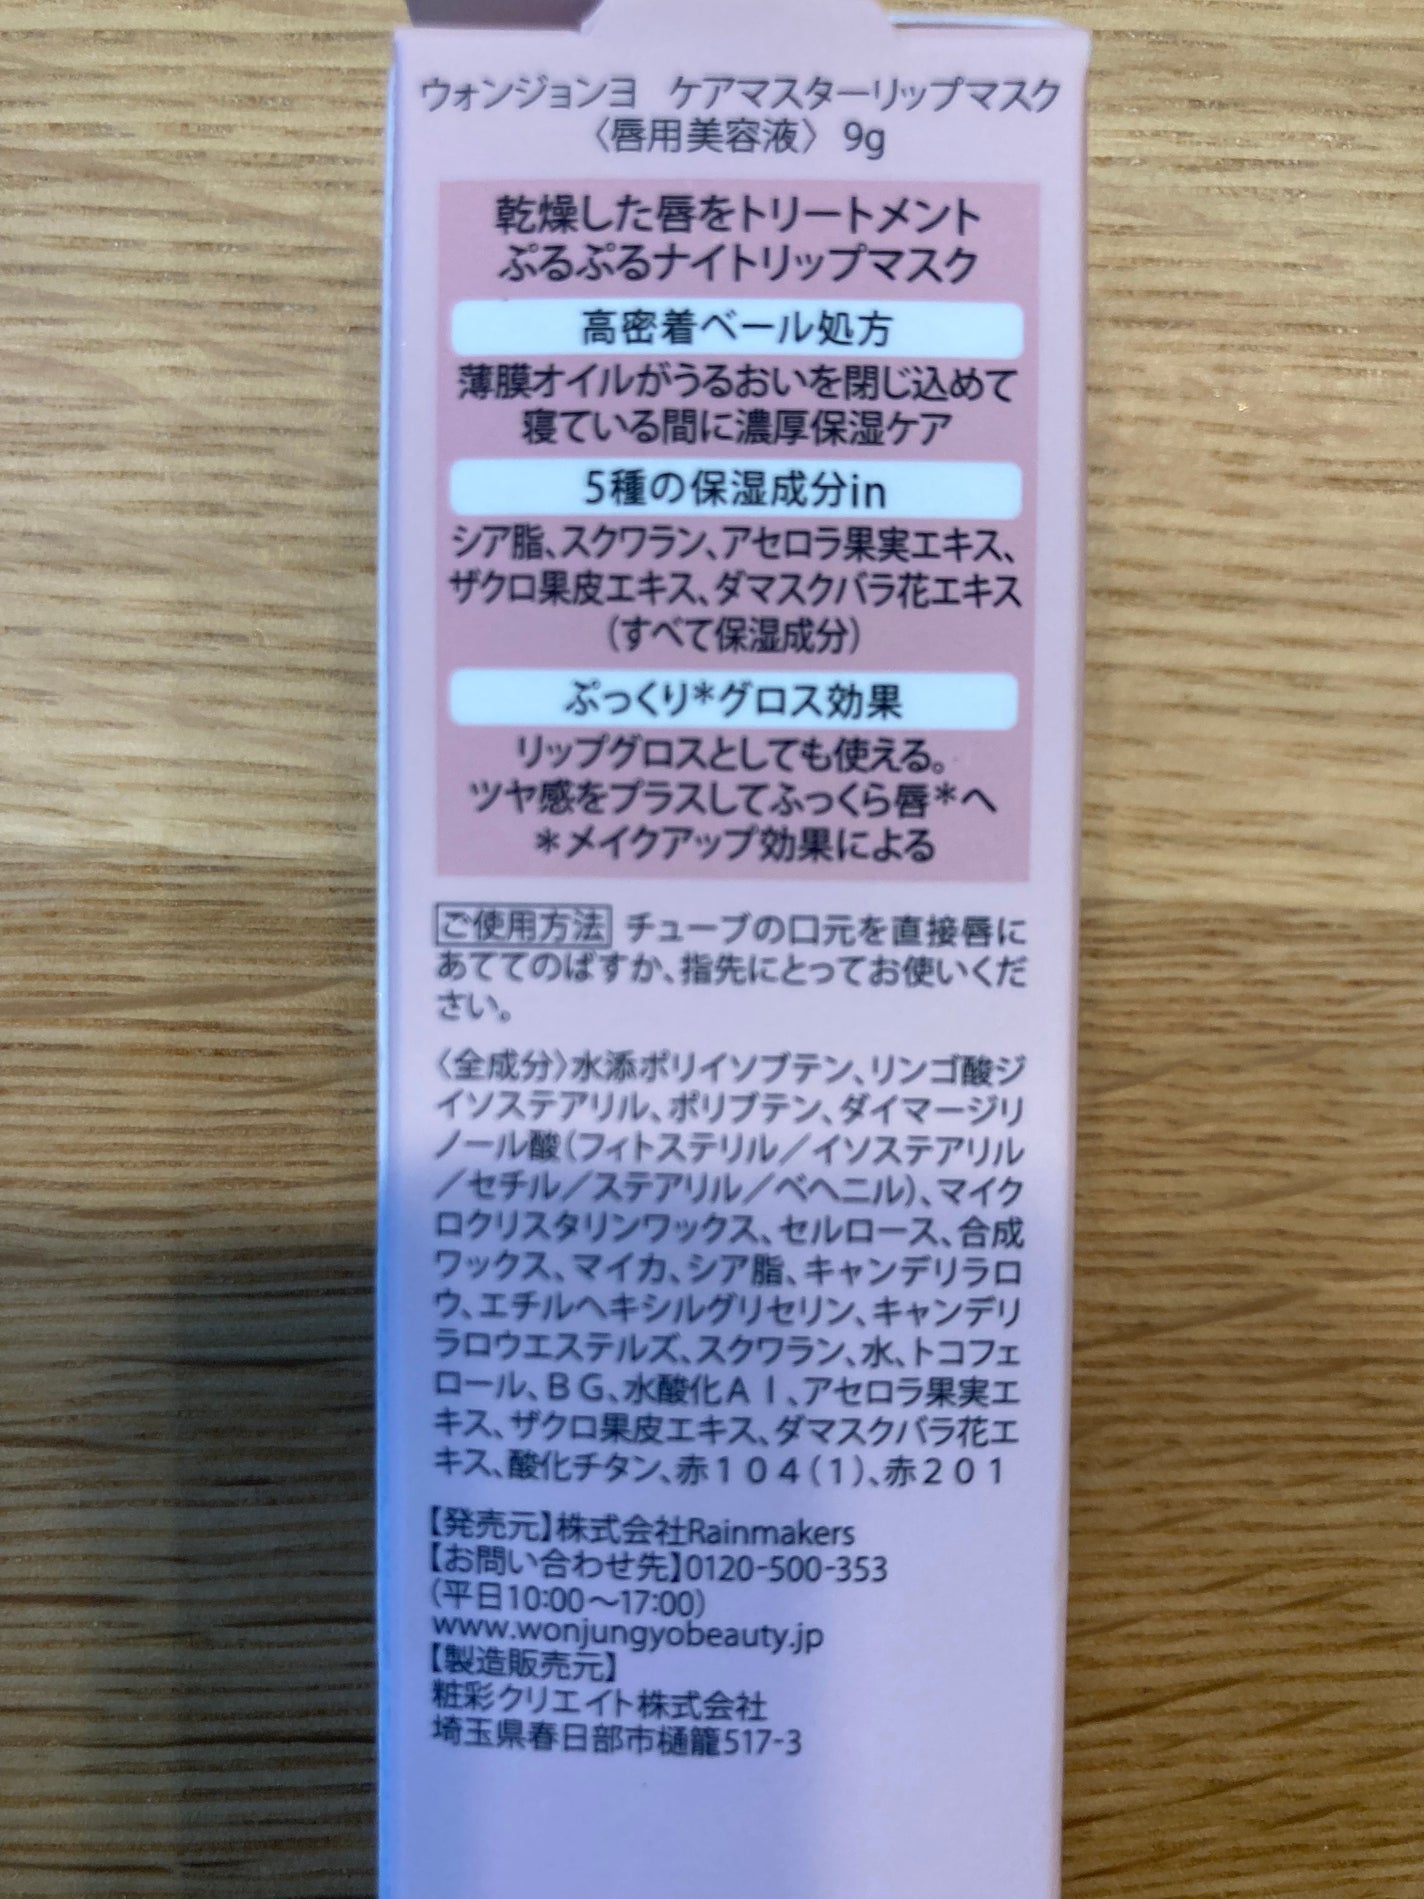 ウォンジョンヨ　ケアマスターリップマスク
〈唇用美容液〉 9g
乾燥した唇をトリートメント
ぷるぷるナイトリップマスク
高密着ベール処方
薄膜オイルがうるおいを閉じ込めて
寝ている間に濃厚保湿ケア
5種の保湿成分in
シア脂、スクワラン、アセロラ果実エキス、
ザクロ果皮エキス、ダマスクバラ花エキス
(すべて保湿成分)
ぷっくり＊グロス効果
リップグロスとしても使える。
ツヤ感をプラスしてふっくら唇＊へ
＊メイクアップ効果による
ご使用方法 チューブの口元を直接唇に
あててのばすか、指先にとってお使いくだ
さい。
〈全成分〉水添ポリイソブテン、リンゴ酸ジ
イソステアリル、ポリブテン、ダイマージリ
ノール酸(フィトステリル／イソステアリル
／セチル／ステアリル／ベヘニル)、マイク
ロクリスタリンワックス、セルロース、合成
ワックス、マイカ、シア脂、キャンデリラロ
ウ、エチルヘキシルグリセリン、キャンデリ
ラロウエステルズ、スクワラン、水、トコフェ
ロール、ＢＧ、水酸化Ａｌ、アセロラ果実エ
キス、ザクロ果皮エキス、ダマスクバラ花エ
キス、酸化チタン、赤１０４(１)、赤２０１
【発売元】株式会社Rainmakers
【お問い合わせ先】0120-500-353
(平日10:00〜17:00)
www.wonjungyobeauty.jp
【製造販売元】
粧彩クリエイト株式会社
埼玉県春日部市樋籠517-3